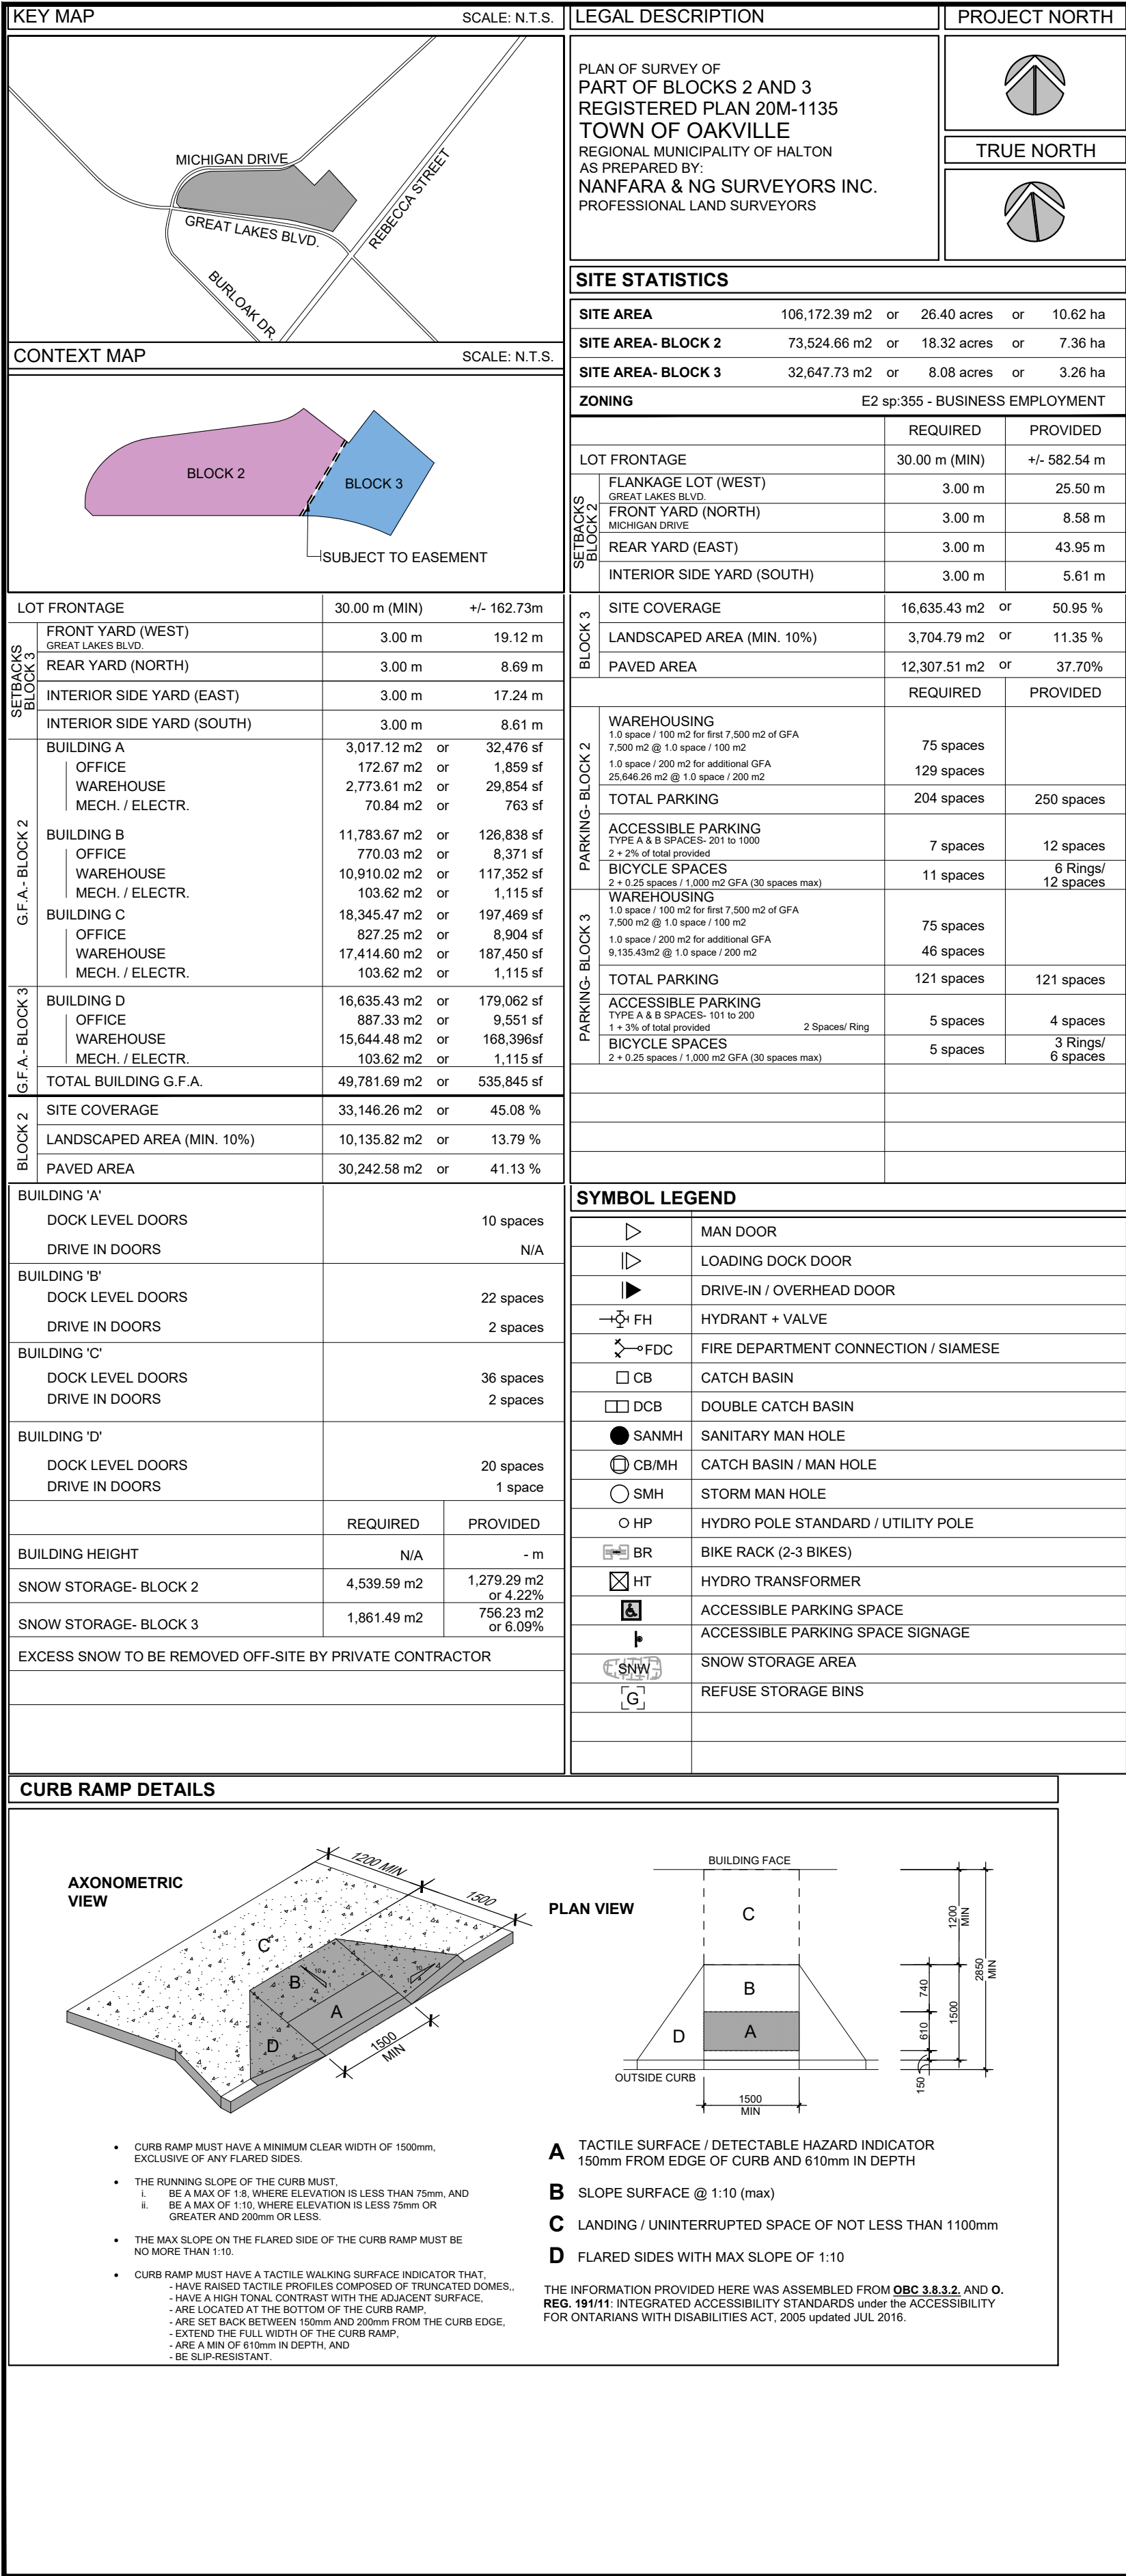 KEY MAP SCALE: N.T.S.
MICHIGAN DRIVE
GREAT LAKES BLVD.
REBECCA STREET
BURLOAK DR.
CONTEXT MAP SCALE: N.T.S.
BLOCK 2
BLOCK 3
SUBJECT TO EASEMENT
LEGAL DESCRIPTION
PLAN OF SURVEY OF
PART OF BLOCKS 2 AND 3
REGISTERED PLAN 20M-1135
TOWN OF OAKVILLE
REGIONAL MUNICIPALITY OF HALTON
AS PREPARED BY:
NANFARA & NG SURVEYORS INC.
PROFESSIONAL LAND SURVEYORS
PROJECT NORTH
TRUE NORTH
SITE STATISTICS
SITE AREA 106,172.39 m2 or 26.40 acres or 10.62 ha
SITE AREA- BLOCK 2 73,524.66 m2 or 18.32 acres or 7.36 ha
SITE AREA- BLOCK 3 32,647.73 m2 or 8.08 acres or 3.26 ha
ZONING E2 sp:355 - BUSINESS EMPLOYMENT
REQUIRED PROVIDED
LOT FRONTAGE 30.00 m (MIN) +/- 582.54 m
SETBACKS
BLOCK 2
FLANKAGE LOT (WEST) 3.00 m 25.50 m
GREAT LAKES BLVD.
FRONT YARD (NORTH) 3.00 m 8.58 m
MICHIGAN DRIVE
REAR YARD (EAST) 3.00 m 43.95 m
INTERIOR SIDE YARD (SOUTH) 3.00 m 5.61 m
LOT FRONTAGE 30.00 m (MIN) +/- 162.73m
SETBACKS
BLOCK 3
FRONT YARD (WEST) 3.00 m 19.12 m
GREAT LAKES BLVD.
REAR YARD (NORTH) 3.00 m 8.69 m
INTERIOR SIDE YARD (EAST) 3.00 m 17.24 m
INTERIOR SIDE YARD (SOUTH) 3.00 m 8.61 m
G.F.A.- BLOCK 2
BUILDING A 3,017.12 m2 or 32,476 sf
OFFICE 172.67 m2 or 1,859 sf
WAREHOUSE 2,773.61 m2 or 29,854 sf
MECH. / ELECTR. 70.84 m2 or 763 sf
BUILDING B 11,783.67 m2 or 126,838 sf
OFFICE 770.03 m2 or 8,371 sf
WAREHOUSE 10,910.02 m2 or 117,352 sf
MECH. / ELECTR. 103.62 m2 or 1,115 sf
BUILDING C 18,345.47 m2 or 197,469 sf
OFFICE 827.25 m2 or 8,904 sf
WAREHOUSE 17,414.60 m2 or 187,450 sf
MECH. / ELECTR. 103.62 m2 or 1,115 sf
G.F.A.- BLOCK 3
BUILDING D 16,635.43 m2 or 179,062 sf
OFFICE 887.33 m2 or 9,551 sf
WAREHOUSE 15,644.48 m2 or 168,396sf
MECH. / ELECTR. 103.62 m2 or 1,115 sf
TOTAL BUILDING G.F.A. 49,781.69 m2 or 535,845 sf
BLOCK 2
SITE COVERAGE 33,146.26 m2 or 45.08 %
LANDSCAPED AREA (MIN. 10%) 10,135.82 m2 or 13.79 %
PAVED AREA 30,242.58 m2 or 41.13 %
BLOCK 3
SITE COVERAGE 16,635.43 m2 or 50.95 %
LANDSCAPED AREA (MIN. 10%) 3,704.79 m2 or 11.35 %
PAVED AREA 12,307.51 m2 or 37.70%
REQUIRED PROVIDED
PARKING- BLOCK 2
WAREHOUSING
1.0 space / 100 m2 for first 7,500 m2 of GFA
7,500 m2 @ 1.0 space / 100 m2 75 spaces
1.0 space / 200 m2 for additional GFA
25,646.26 m2 @ 1.0 space / 200 m2 129 spaces
TOTAL PARKING 204 spaces 250 spaces
ACCESSIBLE PARKING
TYPE A & B SPACES- 201 to 1000
2 + 2% of total provided 7 spaces 12 spaces
BICYCLE SPACES 11 spaces 6 Rings/
2 + 0.25 spaces / 1,000 m2 GFA (30 spaces max) 12 spaces
PARKING- BLOCK 3
WAREHOUSING
1.0 space / 100 m2 for first 7,500 m2 of GFA
7,500 m2 @ 1.0 space / 100 m2 75 spaces
1.0 space / 200 m2 for additional GFA
9,135.43m2 @ 1.0 space / 200 m2 46 spaces
TOTAL PARKING 121 spaces 121 spaces
ACCESSIBLE PARKING
TYPE A & B SPACES- 101 to 200
1 + 3% of total provided 2 Spaces/ Ring 5 spaces 4 spaces
BICYCLE SPACES 5 spaces 3 Rings/
2 + 0.25 spaces / 1,000 m2 GFA (30 spaces max) 6 spaces
BUILDING 'A'
DOCK LEVEL DOORS 10 spaces
DRIVE IN DOORS N/A
BUILDING 'B'
DOCK LEVEL DOORS 22 spaces
DRIVE IN DOORS 2 spaces
BUILDING 'C'
DOCK LEVEL DOORS 36 spaces
DRIVE IN DOORS 2 spaces
BUILDING 'D'
DOCK LEVEL DOORS 20 spaces
DRIVE IN DOORS 1 space
REQUIRED PROVIDED
BUILDING HEIGHT N/A - m
SNOW STORAGE- BLOCK 2 4,539.59 m2 1,279.29 m2
or 4.22%
SNOW STORAGE- BLOCK 3 1,861.49 m2 756.23 m2
or 6.09%
EXCESS SNOW TO BE REMOVED OFF-SITE BY PRIVATE CONTRACTOR
SYMBOL LEGEND
MAN DOOR
LOADING DOCK DOOR
DRIVE-IN / OVERHEAD DOOR
FH HYDRANT + VALVE
FDC FIRE DEPARTMENT CONNECTION / SIAMESE
CB CATCH BASIN
DCB DOUBLE CATCH BASIN
SANMH SANITARY MAN HOLE
CB/MH CATCH BASIN / MAN HOLE
SMH STORM MAN HOLE
HP HYDRO POLE STANDARD / UTILITY POLE
BR BIKE RACK (2-3 BIKES)
HT HYDRO TRANSFORMER
ACCESSIBLE PARKING SPACE
ACCESSIBLE PARKING SPACE SIGNAGE
SNW SNOW STORAGE AREA
G REFUSE STORAGE BINS
CURB RAMP DETAILS
AXONOMETRIC
VIEW
1200 MIN
1500
C
B
10
1
A
D
1500
MIN
PLAN VIEW
BUILDING FACE
C
B
A
D
OUTSIDE CURB
1500
MIN
1200
MIN
2850
MIN
740
1500
610
150
• CURB RAMP MUST HAVE A MINIMUM CLEAR WIDTH OF 1500mm,
EXCLUSIVE OF ANY FLARED SIDES.
• THE RUNNING SLOPE OF THE CURB MUST,
i. BE A MAX OF 1:8, WHERE ELEVATION IS LESS THAN 75mm, AND
ii. BE A MAX OF 1:10, WHERE ELEVATION IS LESS 75mm OR
GREATER AND 200mm OR LESS.
• THE MAX SLOPE ON THE FLARED SIDE OF THE CURB RAMP MUST BE
NO MORE THAN 1:10.
• CURB RAMP MUST HAVE A TACTILE WALKING SURFACE INDICATOR THAT,
- HAVE RAISED TACTILE PROFILES COMPOSED OF TRUNCATED DOMES,,
- HAVE A HIGH TONAL CONTRAST WITH THE ADJACENT SURFACE,
- ARE LOCATED AT THE BOTTOM OF THE CURB RAMP,
- ARE SET BACK BETWEEN 150mm AND 200mm FROM THE CURB EDGE,
- EXTEND THE FULL WIDTH OF THE CURB RAMP,
- ARE A MIN OF 610mm IN DEPTH, AND
- BE SLIP-RESISTANT.
A TACTILE SURFACE / DETECTABLE HAZARD INDICATOR
150mm FROM EDGE OF CURB AND 610mm IN DEPTH
B SLOPE SURFACE @ 1:10 (max)
C LANDING / UNINTERRUPTED SPACE OF NOT LESS THAN 1100mm
D FLARED SIDES WITH MAX SLOPE OF 1:10
THE INFORMATION PROVIDED HERE WAS ASSEMBLED FROM OBC 3.8.3.2. AND O.
REG. 191/11: INTEGRATED ACCESSIBILITY STANDARDS under the ACCESSIBILITY
FOR ONTARIANS WITH DISABILITIES ACT, 2005 updated JUL 2016.